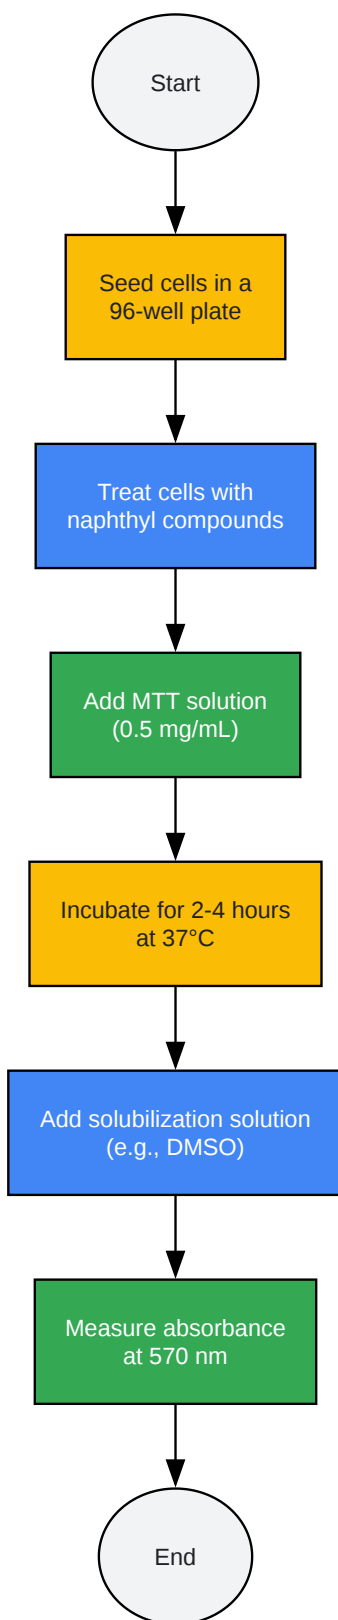 Start
Seed cells in a
96-well plate
Treat cells with
naphthyl compounds
Add MTT solution
(0.5 mg/mL)
Incubate for 2-4 hours
at 37°C
Add solubilization solution
(e.g., DMSO)
Measure absorbance
at 570 nm
End